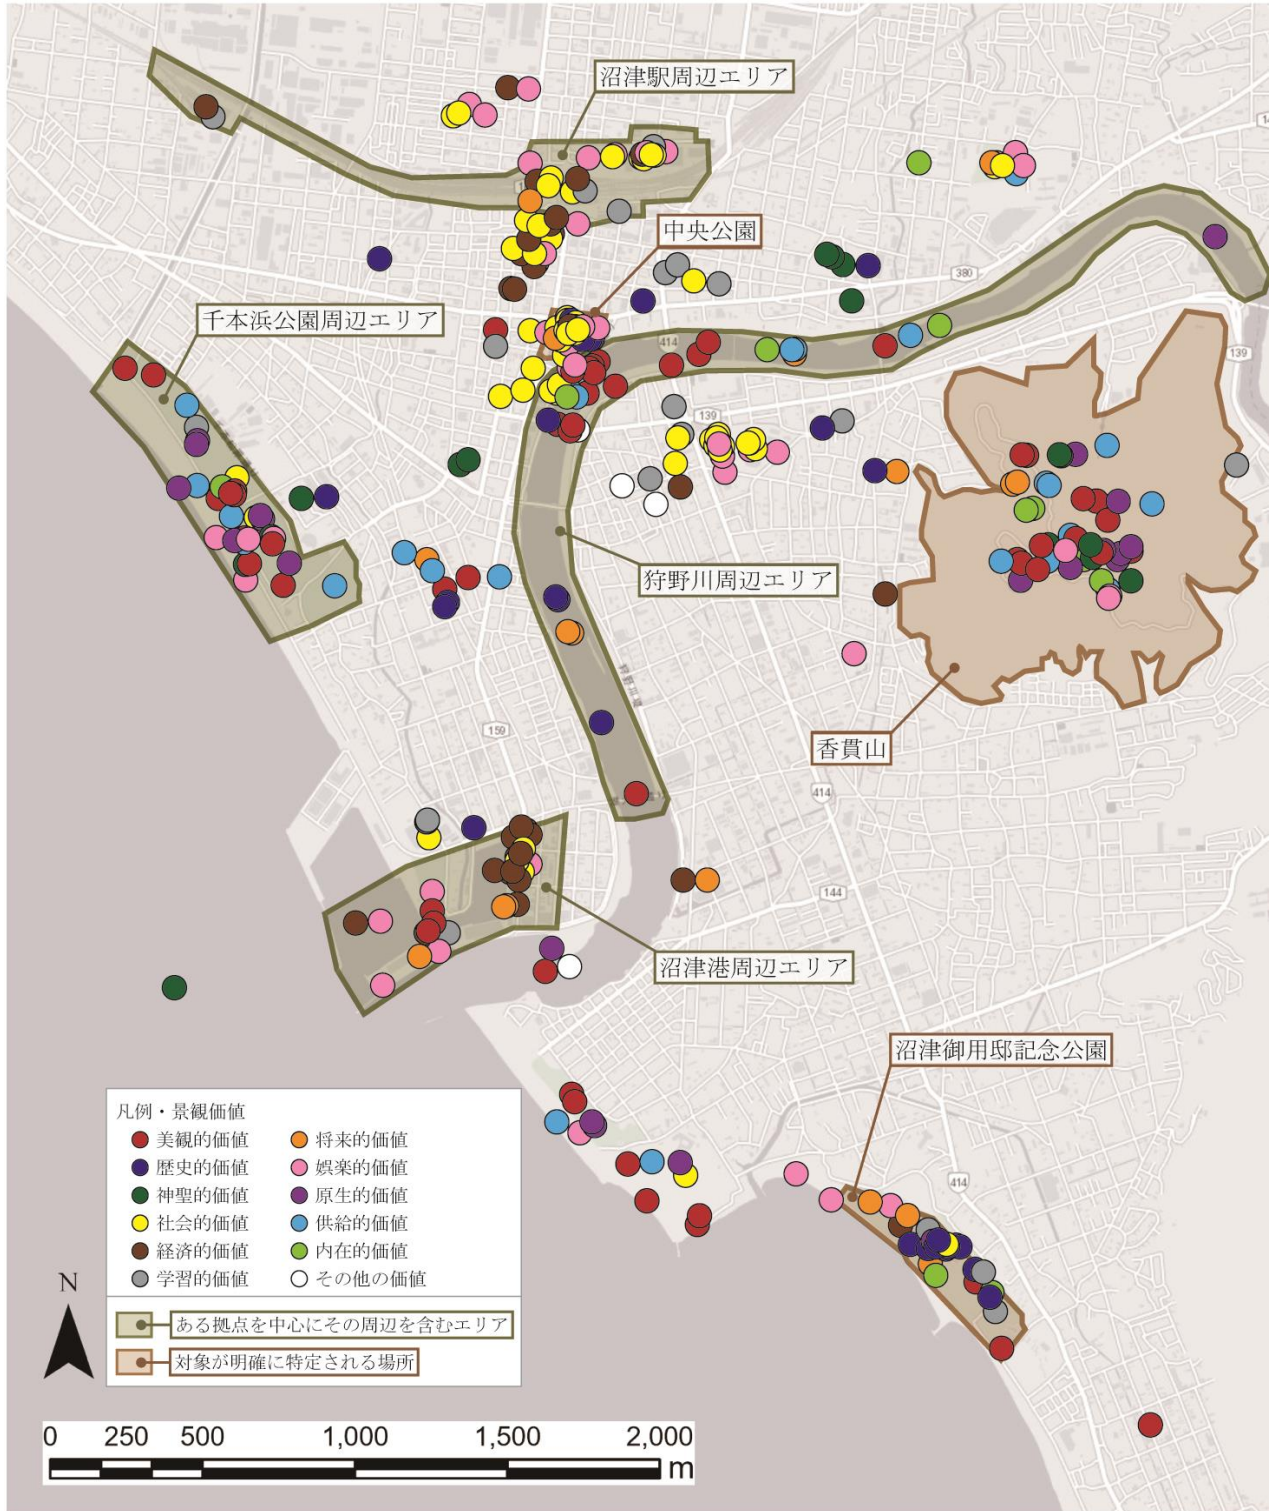 沼津駅周辺エリア
中央公園
380
千本浜公園周辺エリア
414
139
139
狩野川周辺エリア
159
香貫山
414
144
沼津港周辺エリア
沼津御用邸記念公園
414
凡例・景観価値
美観的価値
将来的価値
歴史的価値
娯楽的価値
神聖的価値
原生的価値
社会的価値
供給的価値
経済的価値
内在的価値
学習的価値
その他の価値
ある拠点を中心にその周辺を含むエリア
対象が明確に特定される場所
N
0 250 500 1,000 1,500 2,000
m